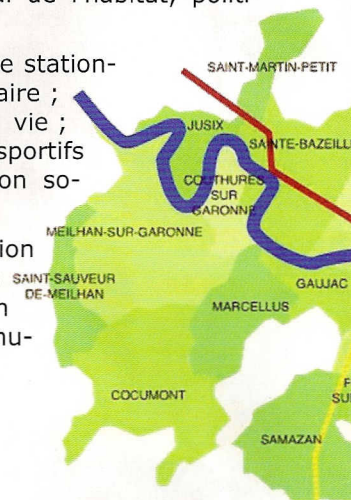 e station-
aire ;
vie ;
sportifs
on so-
ion
n
nu-
SAINT-MARTIN-PETIT
JUSIX
SAINTE-BAZEILL
COUTHURES
SUR
GARONNE
MEILHAN-SUR-GARONNE
SAINT-SAUVEUR
DE-MEILHAN
GAUJAC
MARCELLUS
COCUMONT
SAMAZAN